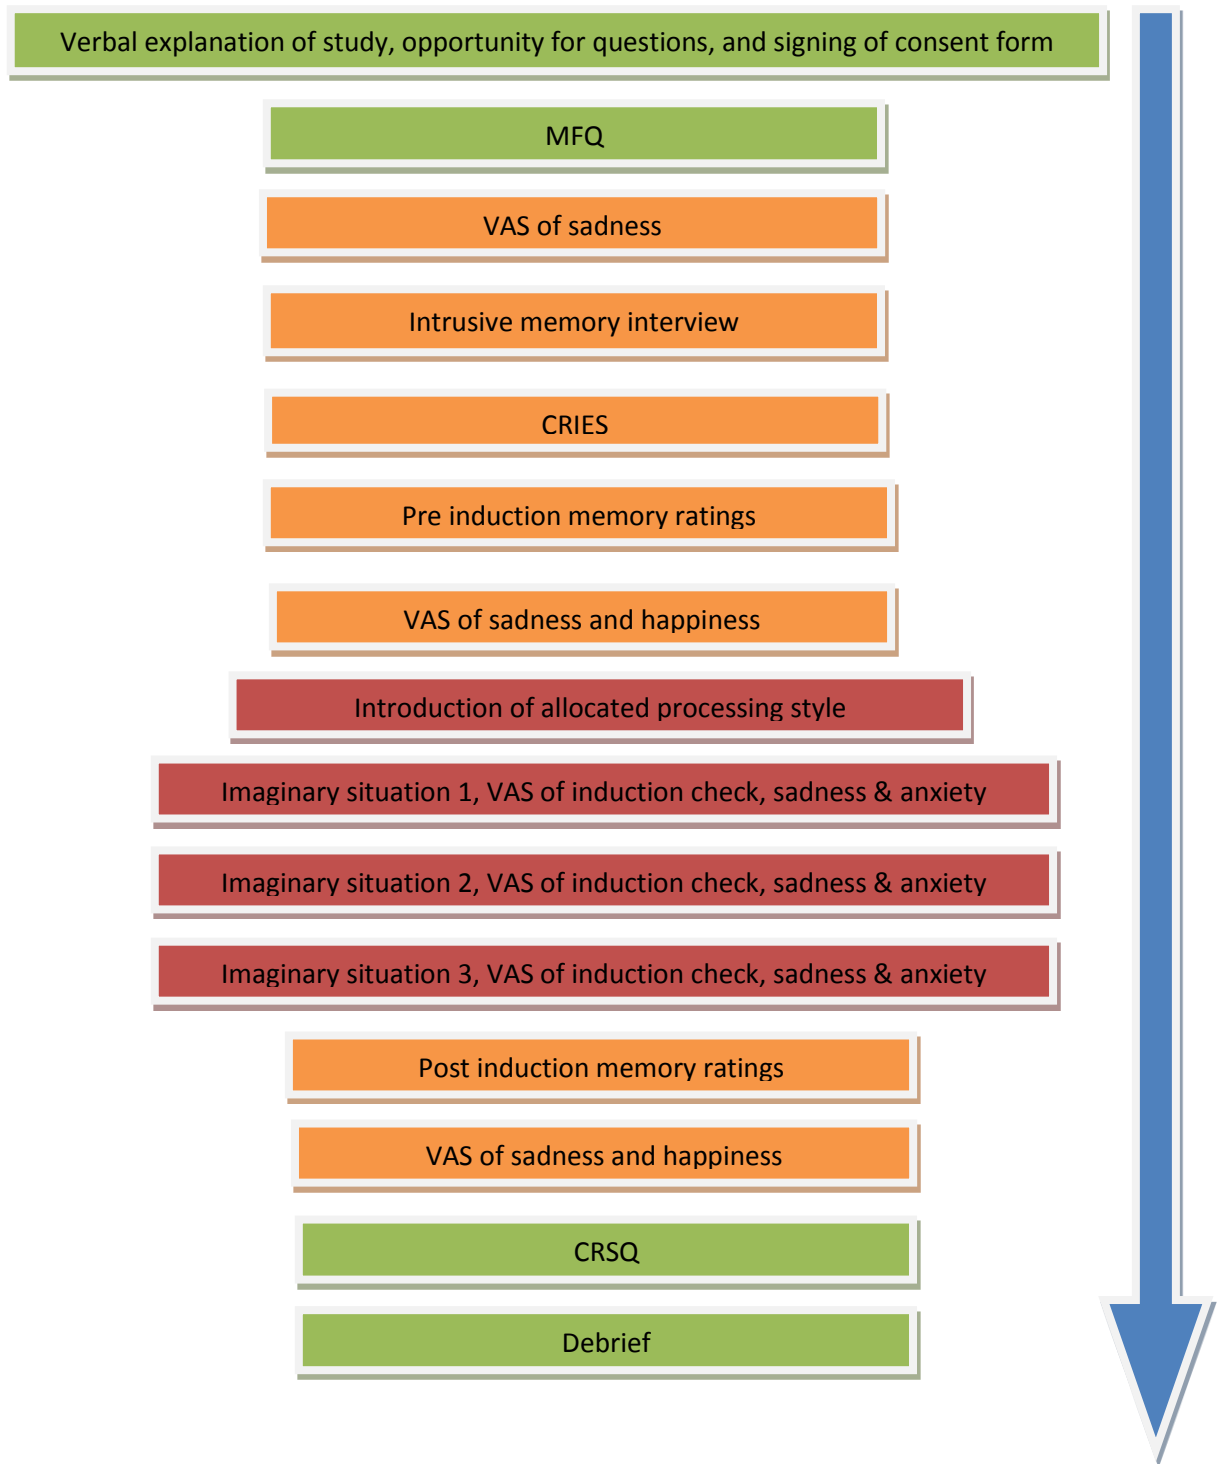 Verbal explanation of study, opportunity for questions, and signing of consent form
MFQ
VAS of sadness
Intrusive memory interview
CRIES
Pre induction memory ratings
VAS of sadness and happiness
Introduction of allocated processing style
Imaginary situation 1, VAS of induction check, sadness & anxiety
Imaginary situation 2, VAS of induction check, sadness & anxiety
Imaginary situation 3, VAS of induction check, sadness & anxiety
Post induction memory ratings
VAS of sadness and happiness
CRSQ
Debrief